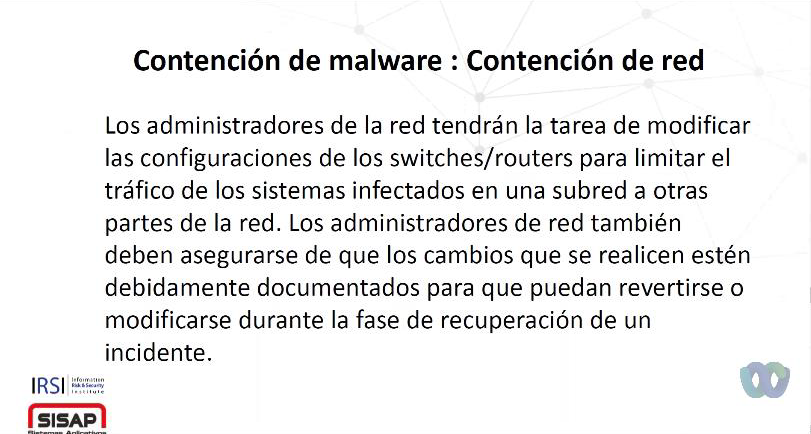 Contención de malware : Contención de red
Los administradores de la red tendrán la tarea de modificar
las configuraciones de los switches/routers para limitar el
tráfico de los sistemas infectados en una subred a otras
partes de la red. Los administradores de red también
deben asegurarse de que los cambios que se realicen estén
debidamente documentados para que puedan revertirse o
modificarse durante la fase de recuperación de un
incidente.
IRSI
Information
Risk & Security
Institute
SISAP
Sistemas Aplicativos